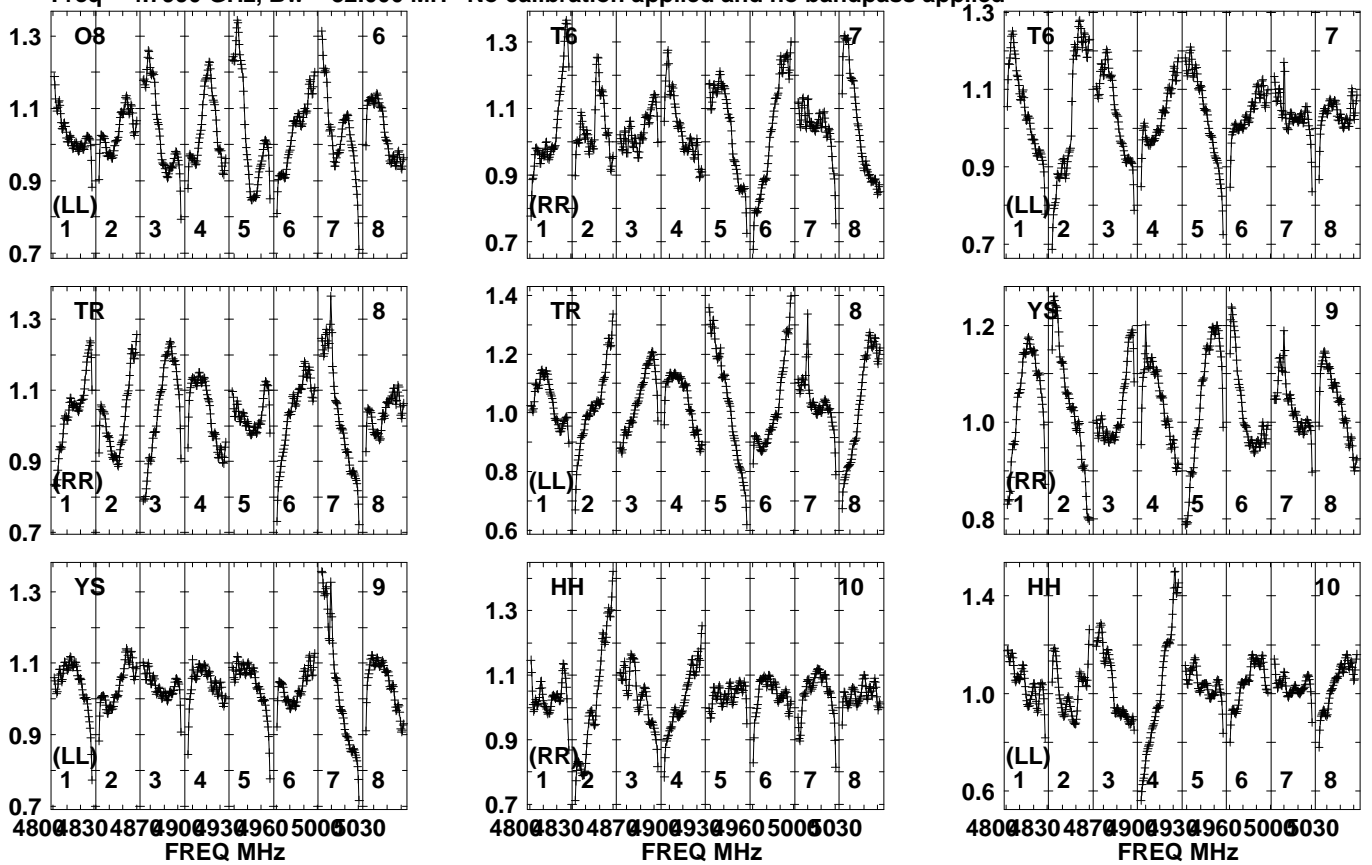 No calibration applied and no bandpass applied
1.3 O8 6 1.3 T6 7 1.3 T6 7
1.1 1.1 1.1
0.9 0.9 0.9
(LL) (RR) (LL)
0.7 1 2 3 4 5 6 7 8 0.7 1 2 3 4 5 6 7 8 0.7 1 2 3 4 5 6 7 8
1.3 TR 8 1.4 TR 8 YS 9
1.2 1.2
1.1 1.0 1.0
0.9 0.8
(RR) (LL) (RR)
0.7 1 2 3 4 5 6 7 8 0.6 1 2 3 4 5 6 7 8 0.8 1 2 3 4 5 6 7 8
1.3 YS 9 1.3 HH 10 1.4 HH 10
1.1 1.1 1.0
0.9 0.9
(LL) (RR) (LL)
0.7 1 2 3 4 5 6 7 8 0.7 1 2 3 4 5 6 7 8 0.6 1 2 3 4 5 6 7 8
4800 4830 4870 4900 4930 4960 5000 5030 4800 4830 4870 4900 4930 4960 5000 5030 4800 4830 4870 4900 4930 4960 5000 5030
FREQ MHz FREQ MHz FREQ MHz